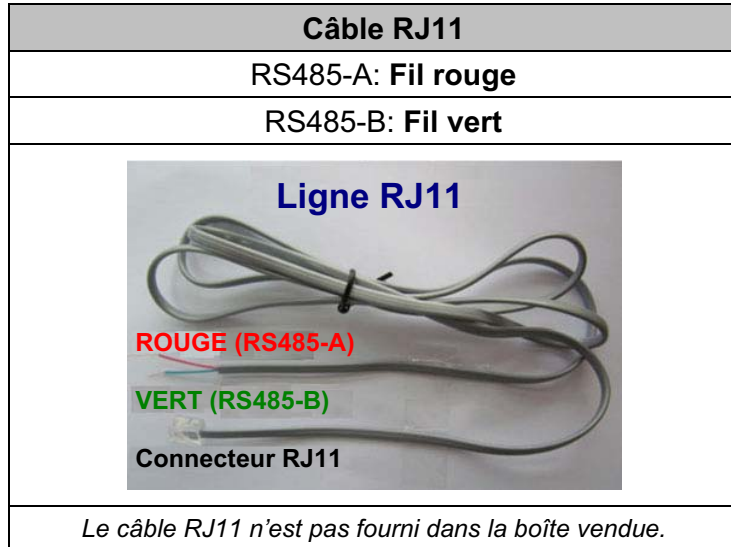 Câble RJ11
RS485-A: Fil rouge
RS485-B: Fil vert
Ligne RJ11
ROUGE (RS485-A)
VERT (RS485-B)
Connecteur RJ11
Le câble RJ11 n'est pas fourni dans la boîte vendue.